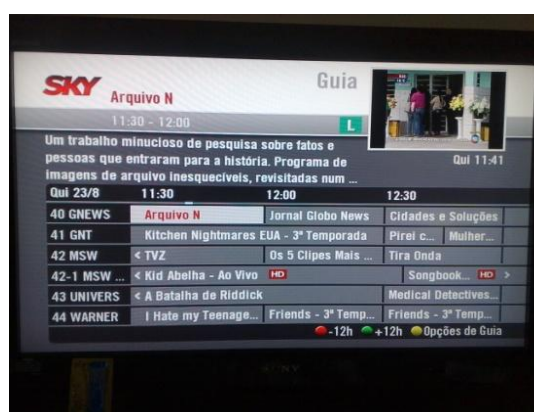 SKY
Guia
Arquivo N
11:30 - 12:00
L
Um trabalho minucioso de pesquisa sobre fatos e
pessoas que entraram para a história. Programa de
imagens de arquivo inesquecíveis, revisitadas num ...
Qui 11:41
Qui 23/8 11:30 12:00 12:30
40 GNEWS Arquivo N Jornal Globo News Cidades e Soluções
41 GNT Kitchen Nightmares EUA - 3ª Temporada Pirei c... Mulher...
42 MSW < TVZ Os 5 Clipes Mais ... Tira Onda
42-1 MSW ... < Kid Abelha - Ao Vivo HD Songbook... HD >
43 UNIVERS < A Batalha de Riddick Medical Detectives...
44 WARNER I Hate my Teenage... Friends - 3ª Temp... Friends - 3ª Temp...
-12h +12h Opções de Guia
SONY